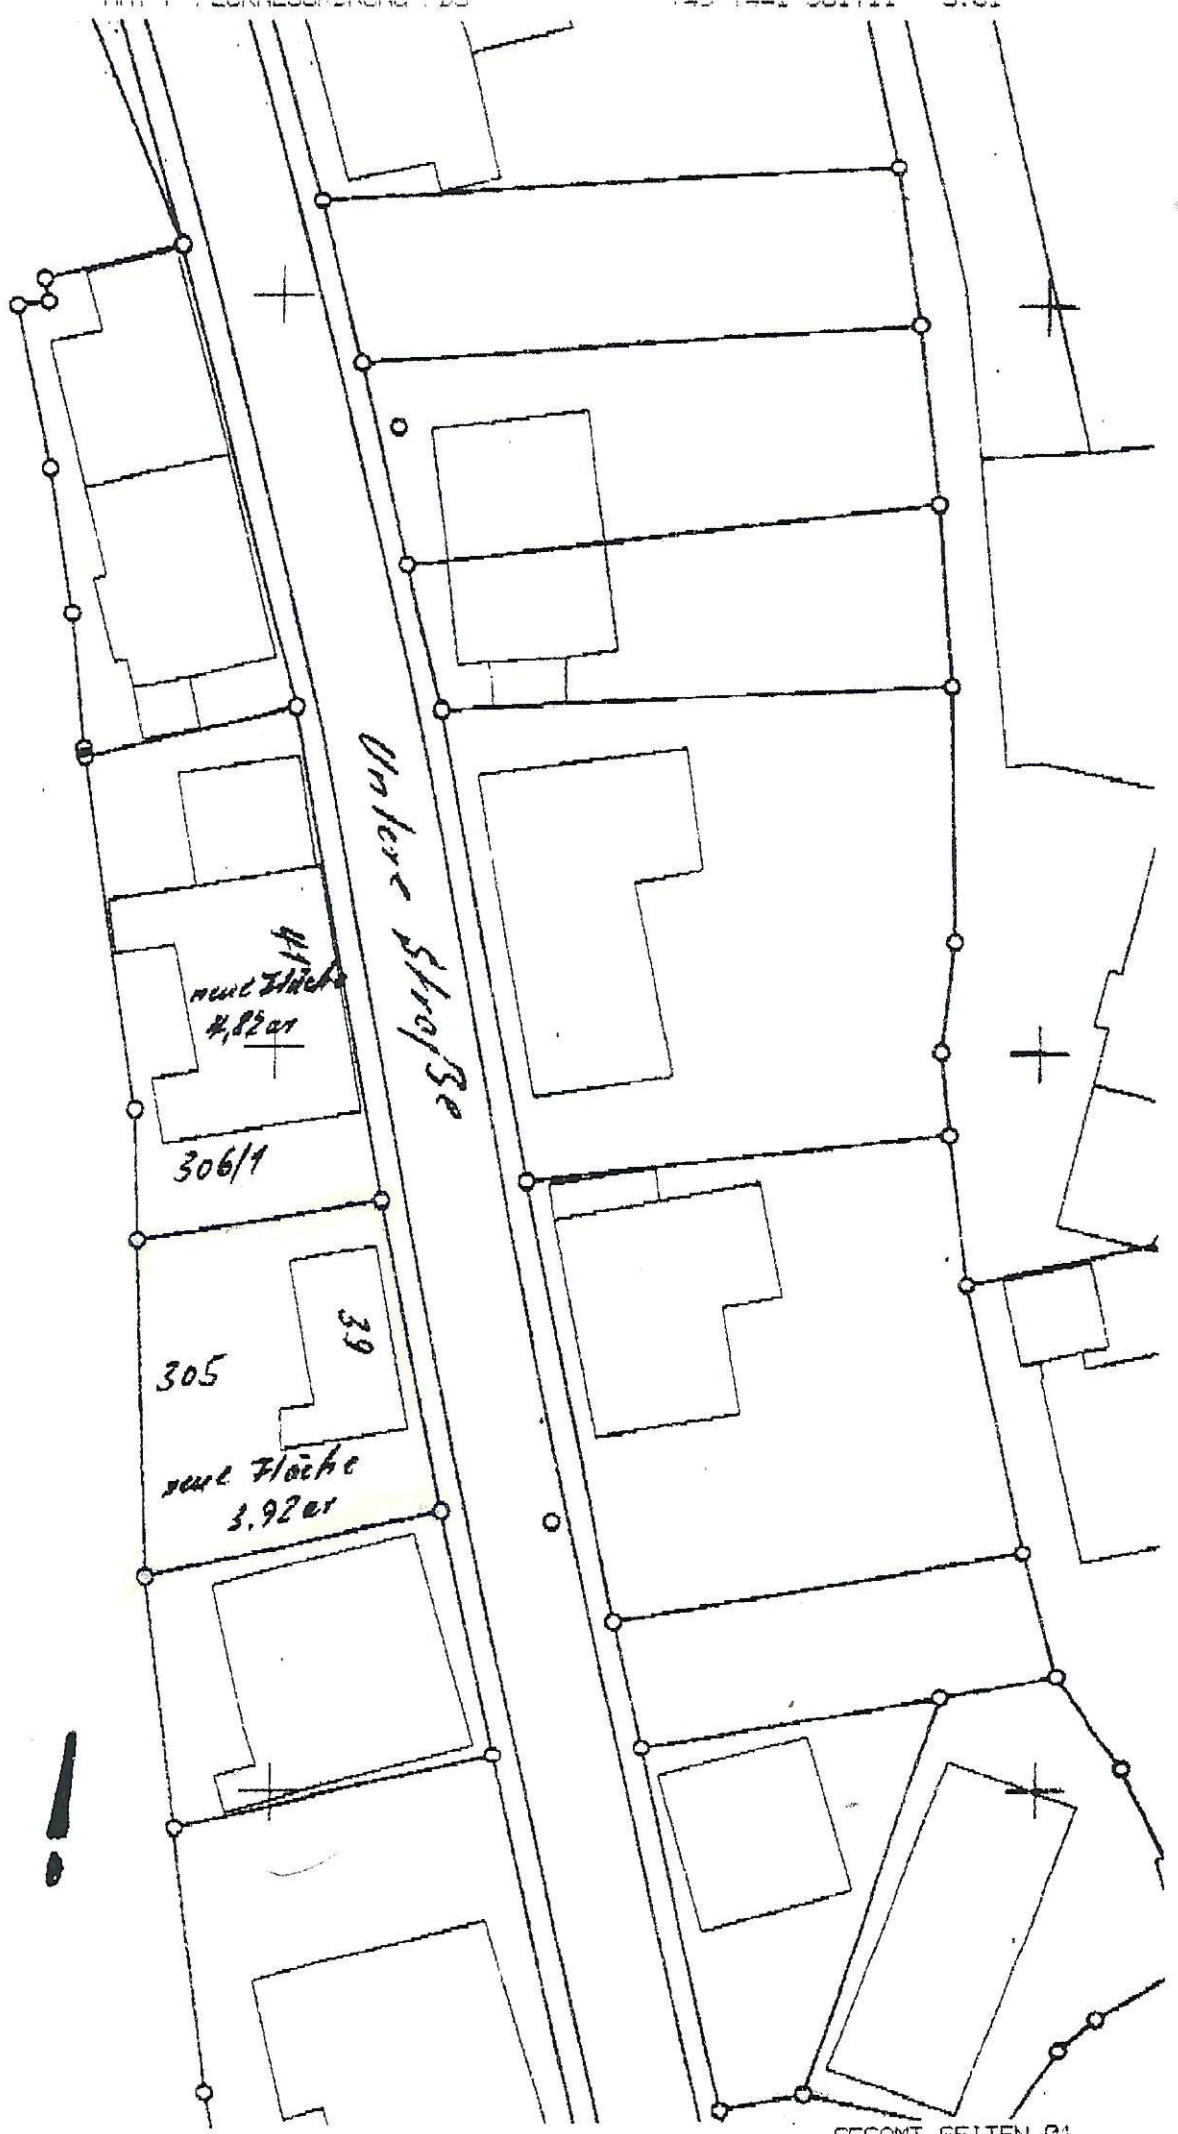 Untere Straße
41
neue Fläche
4,82 ar
306/1
39
305
neue Fläche
3.92 ar
GESAMT SEITEN 01